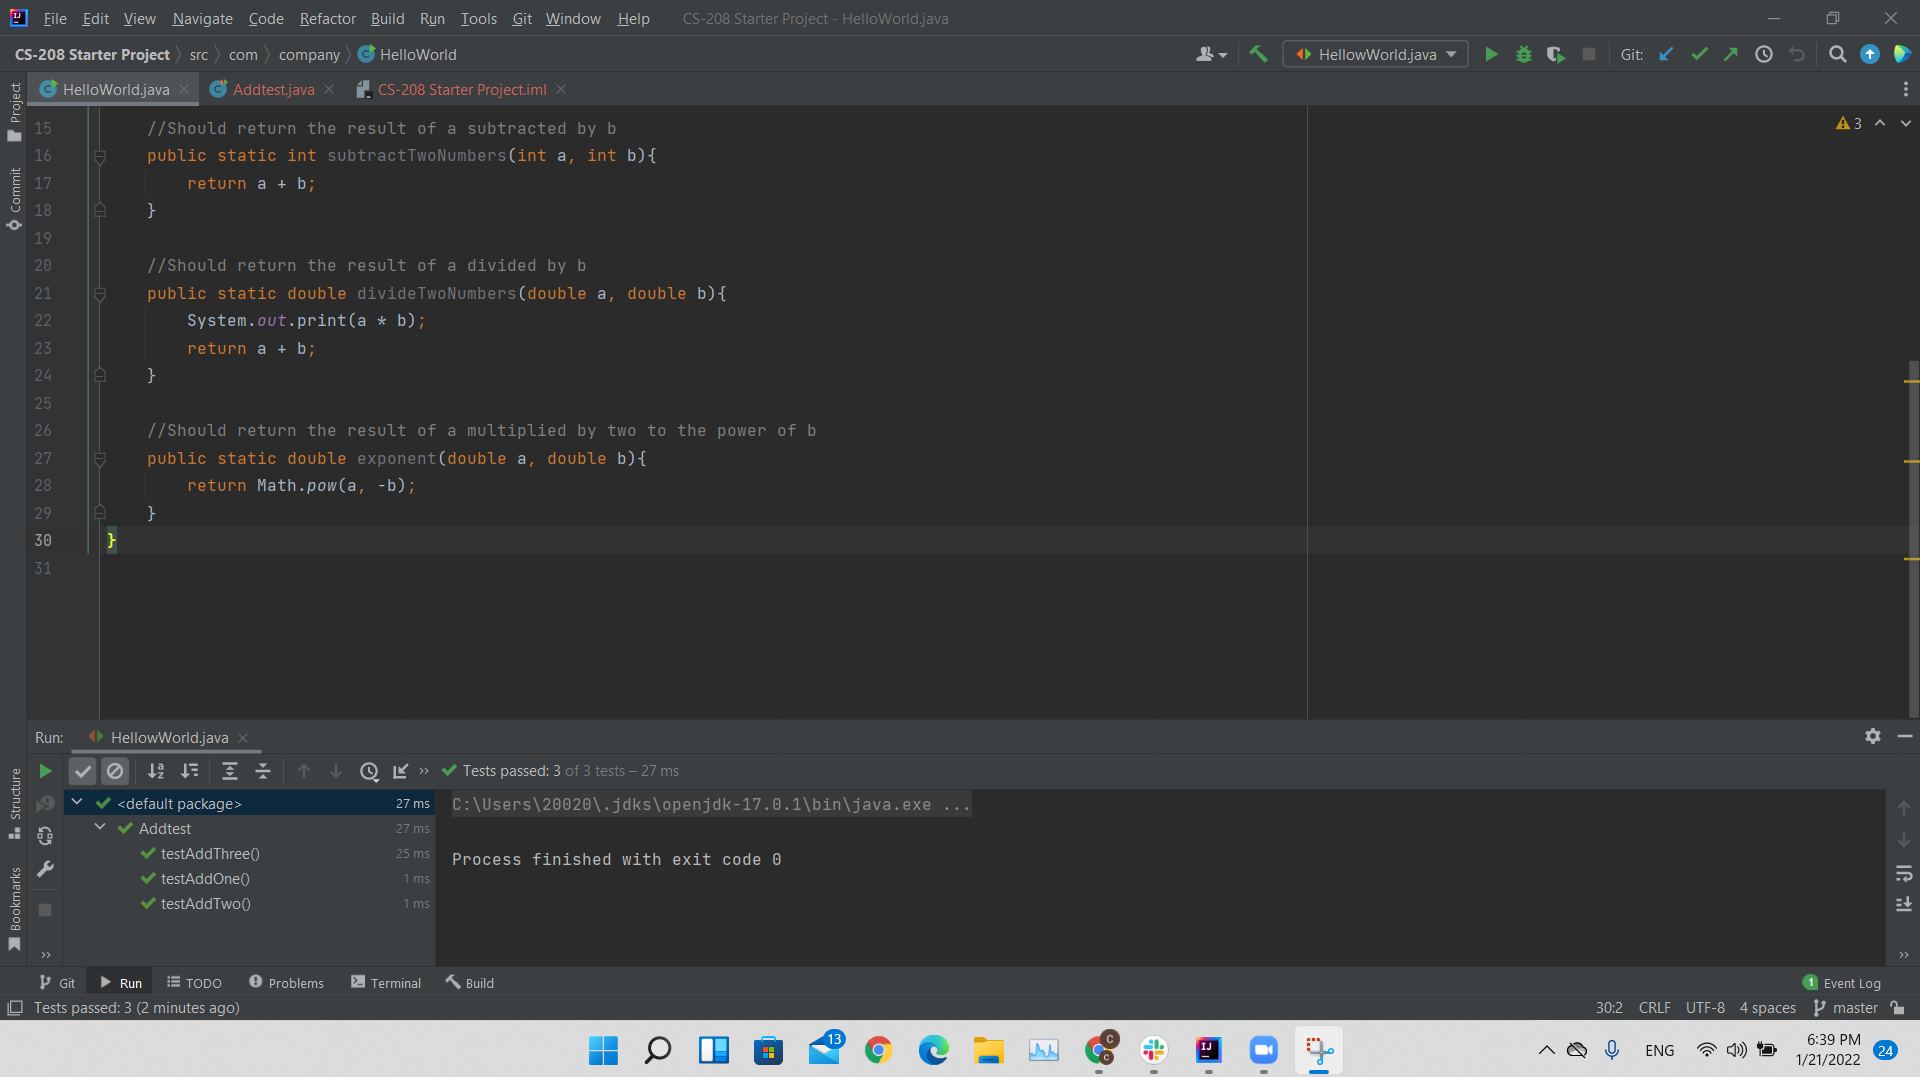 File Edit View Navigate Code Refactor Build Run Tools Git Window Help CS-208 Starter Project - HelloWorld.java
CS-208 Starter Project src com company HelloWorld HellowWorld.java Git:
HelloWorld.java Addtest.java CS-208 Starter Project.iml
Project
Commit
3
15 //Should return the result of a subtracted by b
16 public static int subtractTwoNumbers(int a, int b){
17 return a + b;
18 }
19
20 //Should return the result of a divided by b
21 public static double divideTwoNumbers(double a, double b){
22 System.out.print(a * b);
23 return a + b;
24 }
25
26 //Should return the result of a multiplied by two to the power of b
27 public static double exponent(double a, double b){
28 return Math.pow(a, -b);
29 }
30 }
31
Run: HellowWorld.java
Structure
Bookmarks
Tests passed: 3 of 3 tests – 27 ms
<default package> 27 ms
Addtest 27 ms
testAddThree() 25 ms
testAddOne() 1 ms
testAddTwo() 1 ms
C:\Users\20020\.jdks\openjdk-17.0.1\bin\java.exe ...
Process finished with exit code 0
Git Run TODO Problems Terminal Build 1 Event Log
Tests passed: 3 (2 minutes ago) 30:2 CRLF UTF-8 4 spaces master
13
C
C
IJ
ENG
6:39 PM
1/21/2022
24